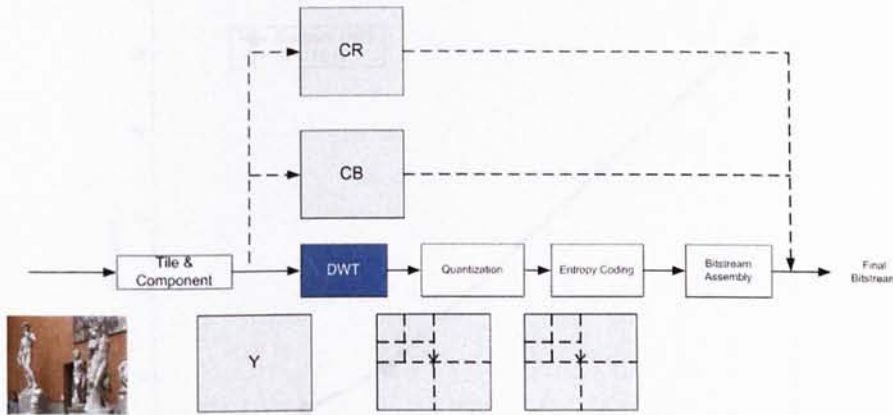 CR
CB
Tile &
Component
DWT
Quantization
Entropy Coding
Bitstream
Assembly
Final
Bitstream
Y